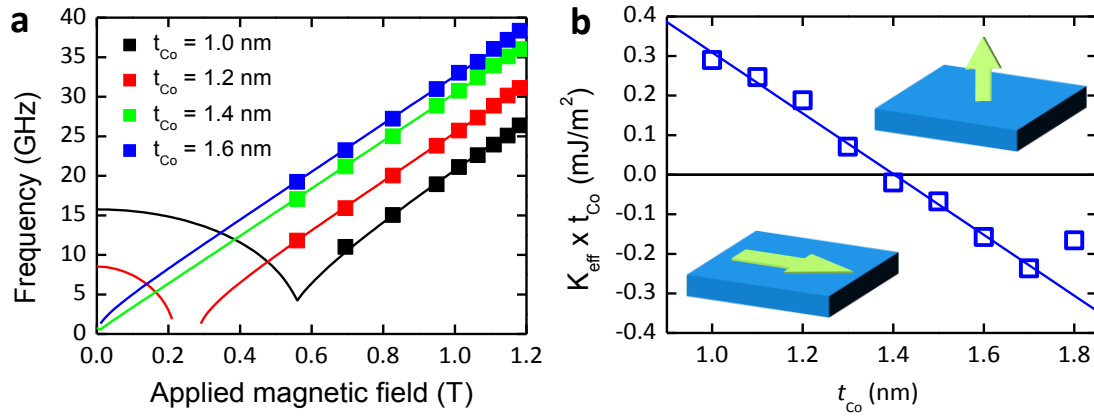 a
40
35
30
25
20
15
10
5
0
Frequency (GHz)
t_Co = 1.0 nm
t_Co = 1.2 nm
t_Co = 1.4 nm
t_Co = 1.6 nm
0.0 0.2 0.4 0.6 0.8 1.0 1.2
Applied magnetic field (T)
b
0.4
0.3
0.2
0.1
0.0
-0.1
-0.2
-0.3
-0.4
K_eff x t_Co (mJ/m²)
1.0 1.2 1.4 1.6 1.8
t_Co (nm)